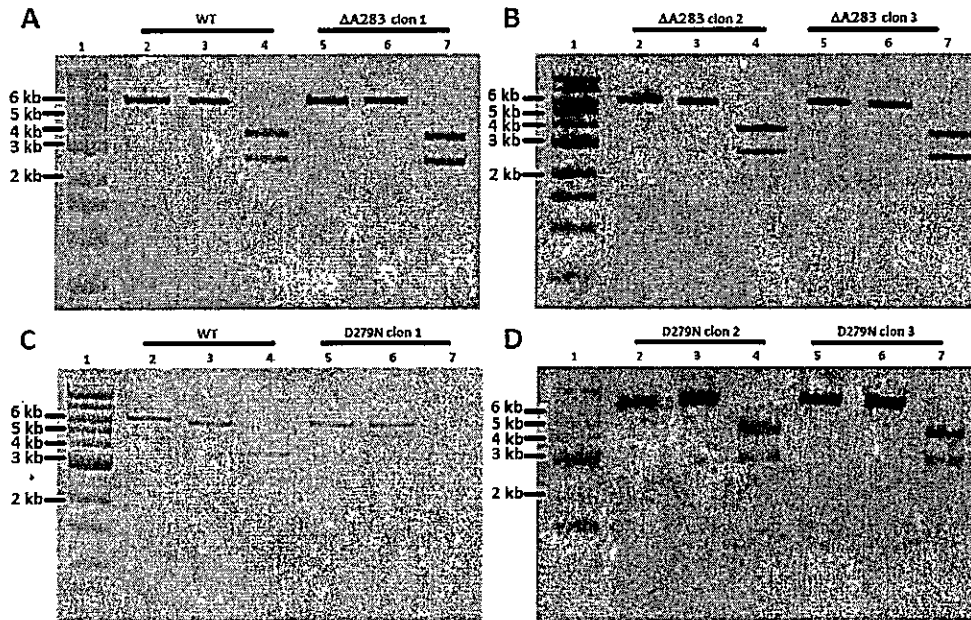 A
WT
ΔA283 clon 1
1 2 3 4 5 6 7
6 kb
5 kb
4 kb
3 kb
2 kb
B
ΔA283 clon 2
ΔA283 clon 3
1 2 3 4 5 6 7
6 kb
5 kb
4 kb
3 kb
2 kb
C
WT
D279N clon 1
1 2 3 4 5 6 7
6 kb
5 kb
4 kb
3 kb
2 kb
D
D279N clon 2
D279N clon 3
1 2 3 4 5 6 7
6 kb
5 kb
4 kb
3 kb
2 kb